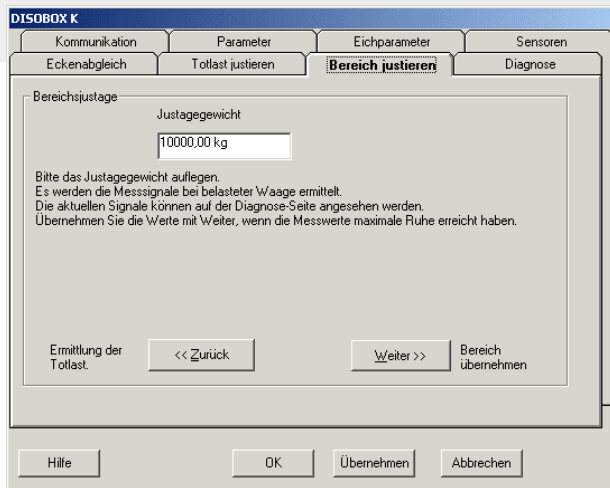 DISOBOX K
Kommunikation Parameter Eichparameter Sensoren
Eckenabgleich Totlast justieren Bereich justieren Diagnose
Bereichsjustage
Justagegewicht
10000,00 kg
Bitte das Justagegewicht auflegen.
Es werden die Messsignale bei belasteter Waage ermittelt.
Die aktuellen Signale können auf der Diagnose-Seite angesehen werden.
Übernehmen Sie die Werte mit Weiter, wenn die Messwerte maximale Ruhe erreicht haben.
Ermittlung der
Totlast.
<< Zurück
Weiter >>
Bereich
übernehmen
Hilfe OK Übernehmen Abbrechen